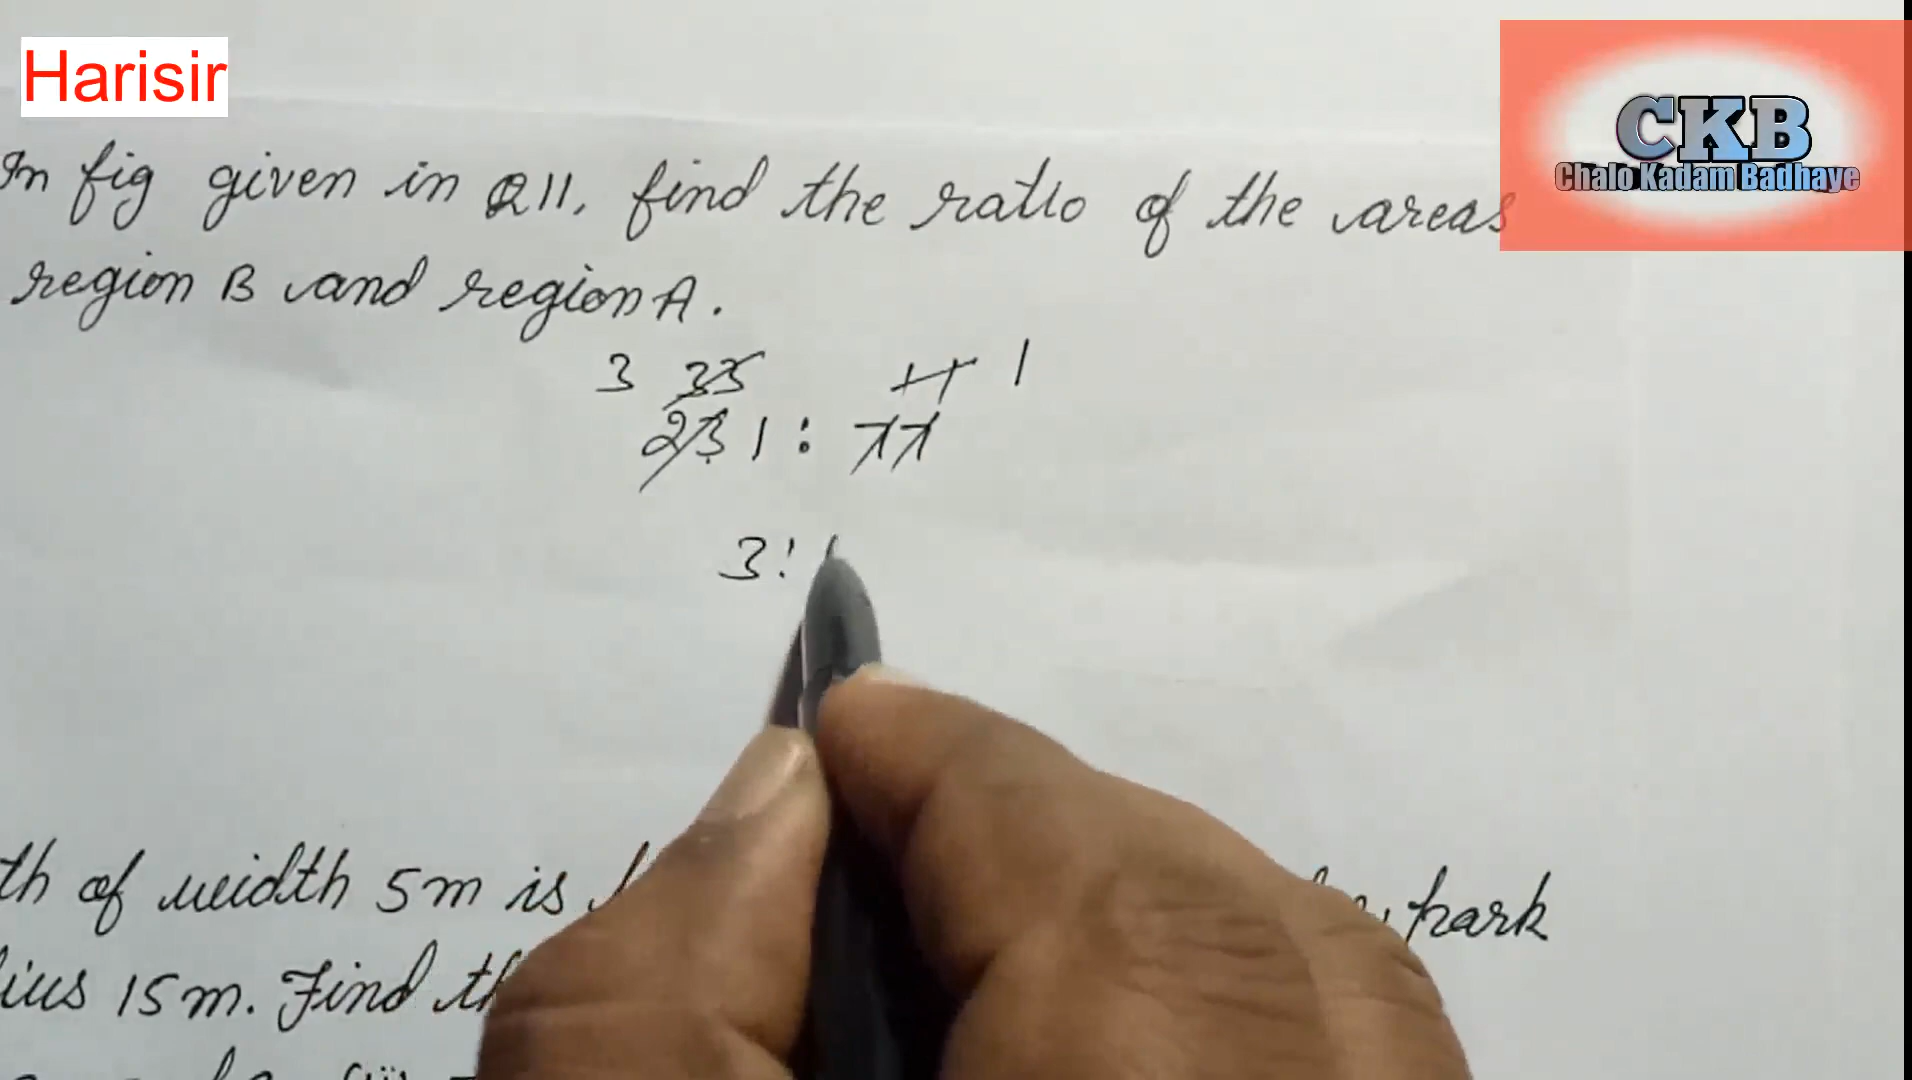 Harisir
CKB
Chalo Kadam Badhaye
In fig given in Q11, find the ratio of the areas
region B and region A.
3 33 11 1
231 : 77
3:
th of width 5m is park
ius 15m. Find th